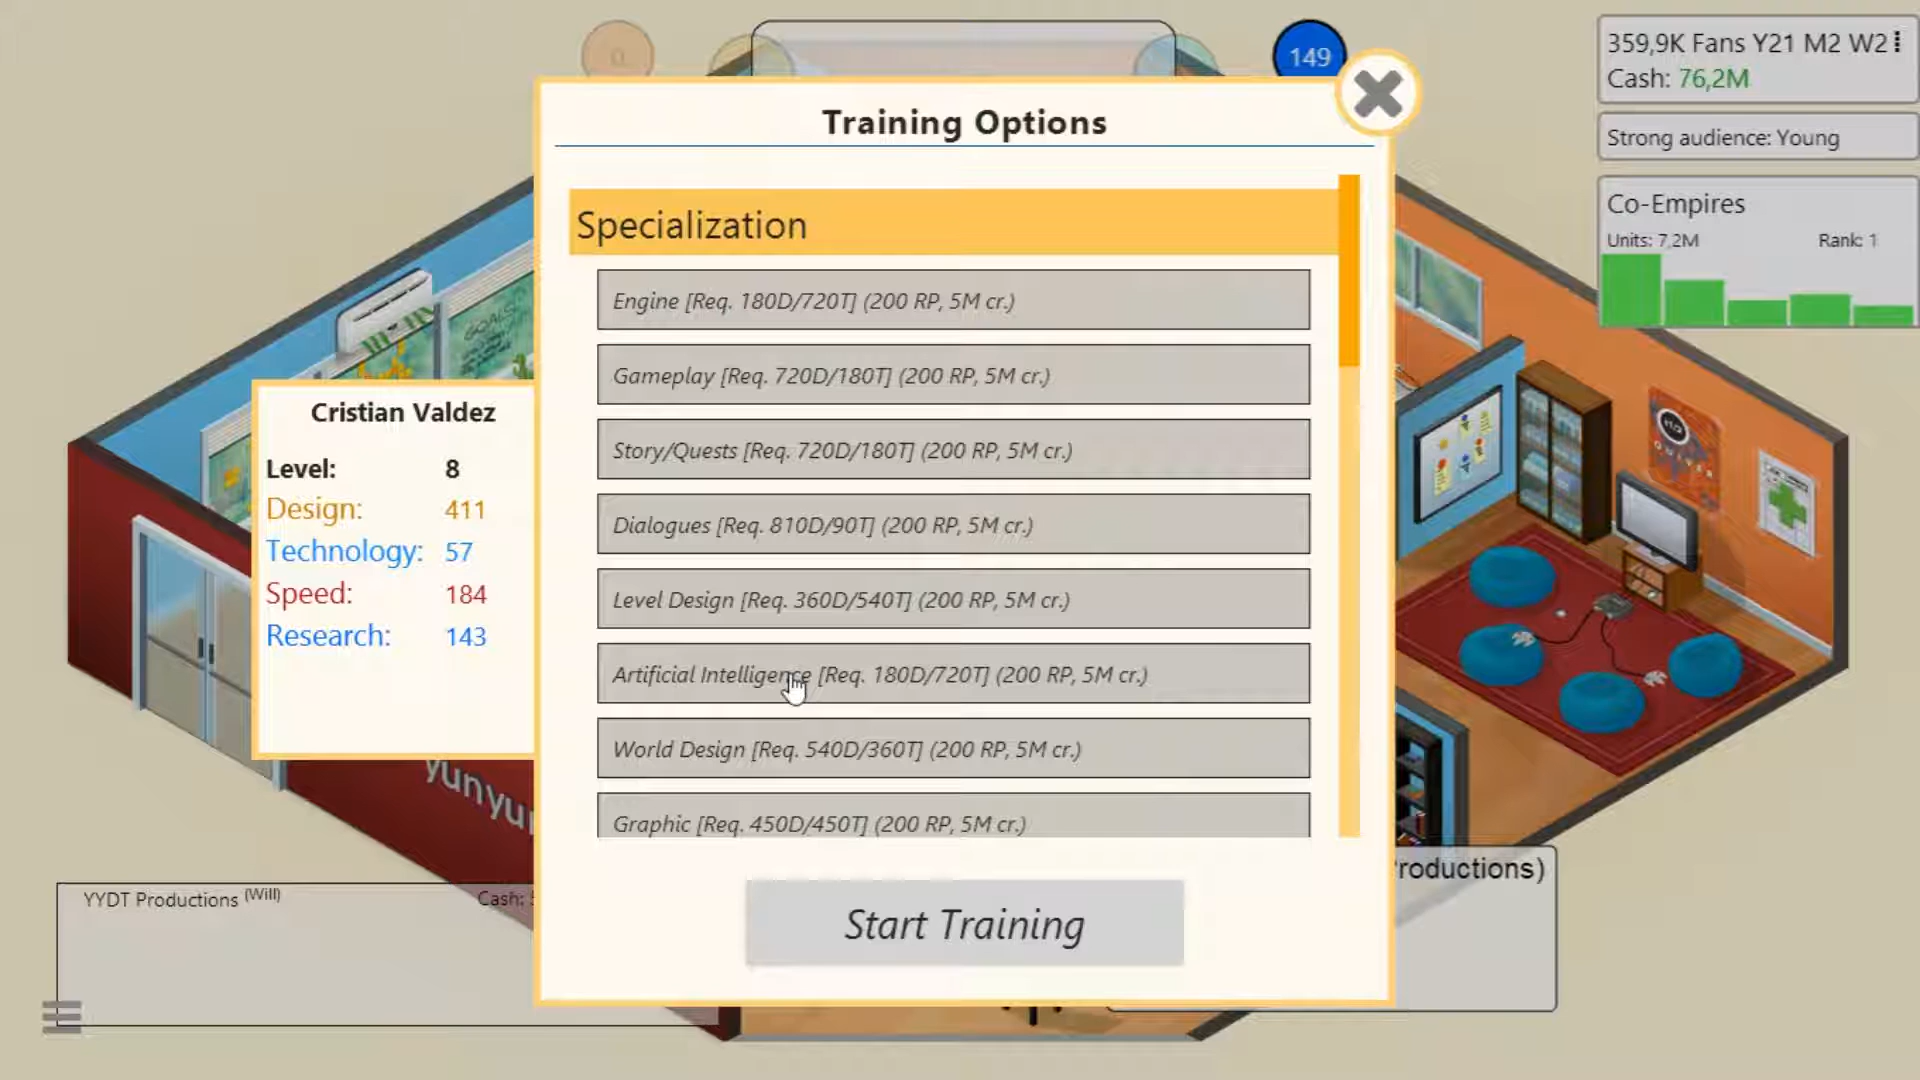 0
149
359,9K Fans Y21 M2 W2
Cash: 76,2M
Strong audience: Young
Co-Empires
Units: 7,2M
Rank: 1
Training Options
Specialization
Engine [Req. 180D/720T] (200 RP, 5M cr.)
Gameplay [Req. 720D/180T] (200 RP, 5M cr.)
Story/Quests [Req. 720D/180T] (200 RP, 5M cr.)
Dialogues [Req. 810D/90T] (200 RP, 5M cr.)
Level Design [Req. 360D/540T] (200 RP, 5M cr.)
Artificial Intelligence [Req. 180D/720T] (200 RP, 5M cr.)
World Design [Req. 540D/360T] (200 RP, 5M cr.)
Graphic [Req. 450D/450T] (200 RP, 5M cr.)
Start Training
GOALS
Cristian Valdez
Level: 8
Design: 411
Technology: 57
Speed: 184
Research: 143
yunyu
YYDT Productions (Will)
Cash:
roductions)